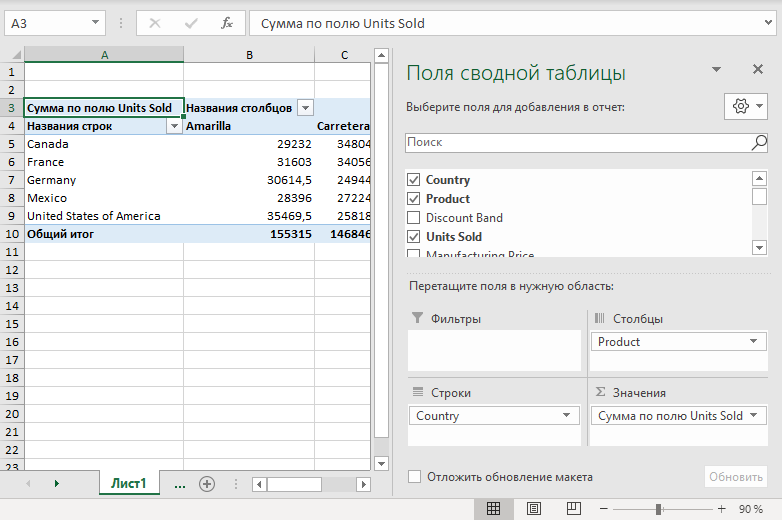 A3
Сумма по полю Units Sold
Поля сводной таблицы
Выберите поля для добавления в отчет:
Поиск
Country
Product
Discount Band
Units Sold
Manufacturing Price
Перетащите поля в нужную область:
Фильтры
Столбцы
Product
Строки
Country
Значения
Сумма по полю Units Sold
Отложить обновление макета
Обновить
A B C
1
2
3 Сумма по полю Units Sold Названия столбцов
4 Названия строк Amarilla Carretera
5 Canada 29232 34804
6 France 31603 34056
7 Germany 30614,5 24944
8 Mexico 28396 27224
9 United States of America 35469,5 25818
10 Общий итог 155315 146846
11
12
13
14
15
16
17
18
19
20
21
22
23
Лист1 ...
90 %